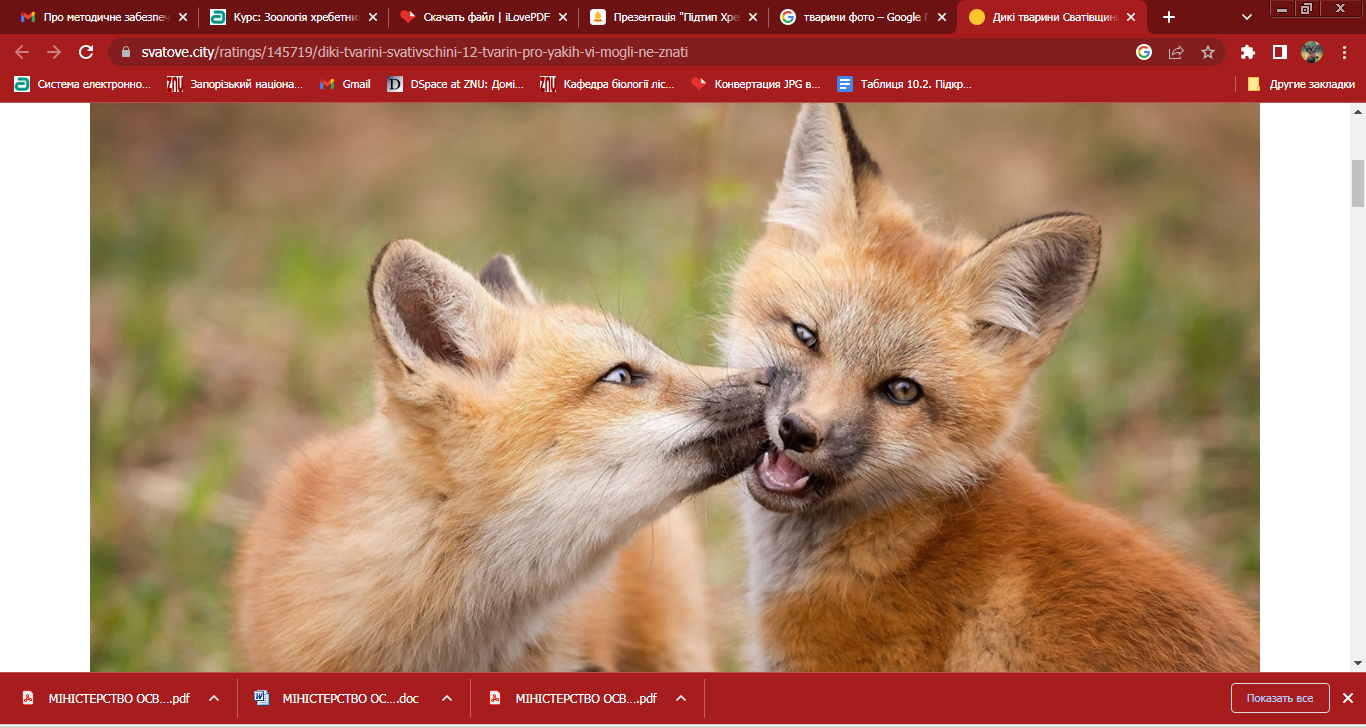 Про методичне забезпеч
Курс: Зоологія хребетни
Скачать файл | iLovePDF
Презентація "Підтип Хре
тварини фото – Google П
Дикі тварини Сватівщин
svatove.city/ratings/145719/diki-tvarini-svativschini-12-tvarin-pro-yakih-vi-mogli-ne-znati
Система електронно...
Запорізький націона...
Gmail
DSpace at ZNU: Домі...
Кафедра біології ліс...
Конвертация JPG в...
Таблиця 10.2. Підкр...
Другие закладки
МІНІСТЕРСТВО ОСВ....pdf
МІНІСТЕРСТВО ОС....doc
МІНІСТЕРСТВО ОСВ....pdf
Показать все